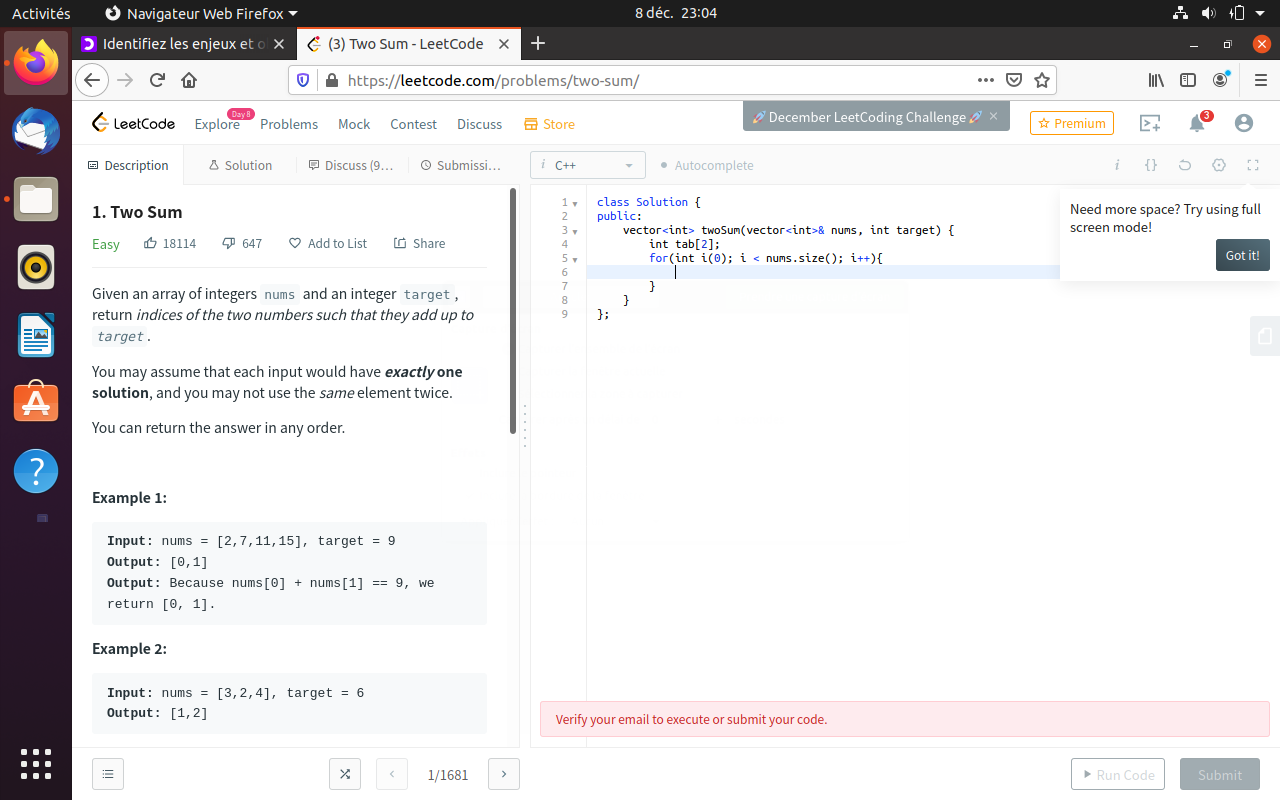 Activités
Navigateur Web Firefox
8 déc. 23:04
Identifiez les enjeux et o
(3) Two Sum - LeetCode
https://leetcode.com/problems/two-sum/
LeetCode
Explore
Day 8
Problems
Mock
Contest
Discuss
Store
🚀 December LeetCoding Challenge 🚀 ×
Premium
3
Description
Solution
Discuss (9...
Submissi...
i C++
Autocomplete
i {}
1. Two Sum
Easy
18114
647
Add to List
Share
Given an array of integers nums and an integer target,
return indices of the two numbers such that they add up to
target.
You may assume that each input would have exactly one
solution, and you may not use the same element twice.
You can return the answer in any order.
Example 1:
Input: nums = [2,7,11,15], target = 9
Output: [0,1]
Output: Because nums[0] + nums[1] == 9, we
return [0, 1].
Example 2:
Input: nums = [3,2,4], target = 6
Output: [1,2]
1 class Solution {
2 public:
3 vector<int> twoSum(vector<int>& nums, int target) {
4 int tab[2];
5 for(int i(0); i < nums.size(); i++){
6
7 }
8 }
9 };
Need more space? Try using full
screen mode!
Got it!
Verify your email to execute or submit your code.
1/1681
Run Code
Submit